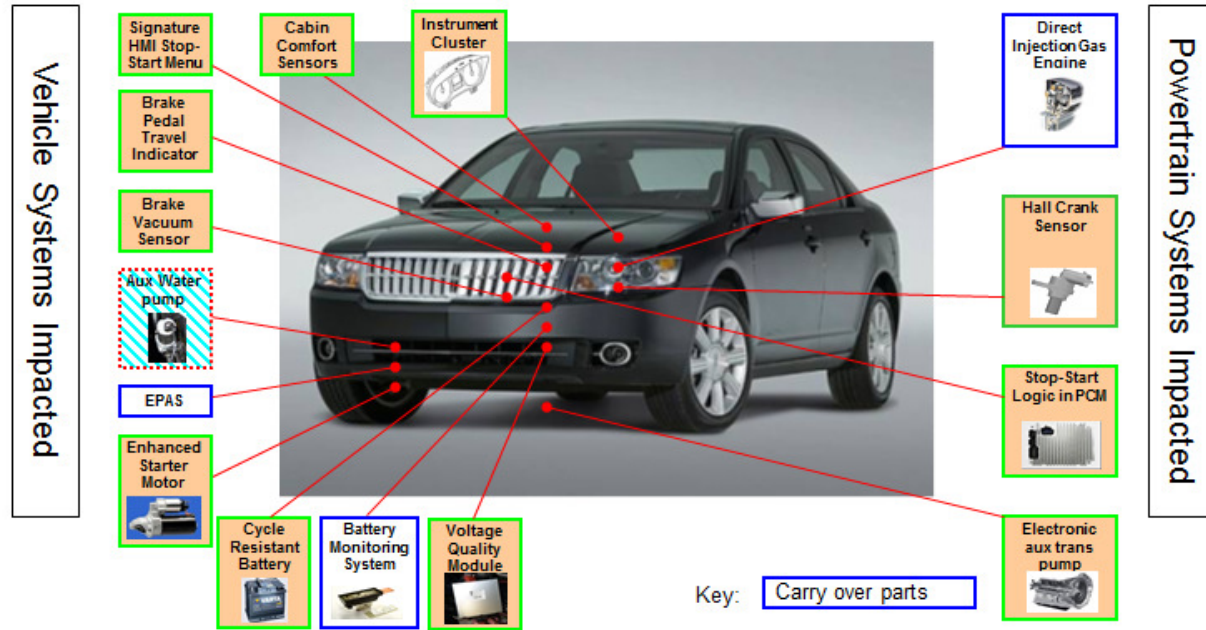 Vehicle Systems Impacted
Signature
HMI Stop-
Start Menu
Cabin
Comfort
Sensors
Instrument
Cluster
Direct
Injection Gas
Engine
Powertrain Systems Impacted
Brake
Pedal
Travel
Indicator
Brake
Vacuum
Sensor
Hall Crank
Sensor
Aux Water
pump
EPAS
Stop-Start
Logic in PCM
Enhanced
Starter
Motor
Cycle
Resistant
Battery
VARTA
Battery
Monitoring
System
Voltage
Quality
Module
Electronic
aux trans
pump
Key:
Carry over parts